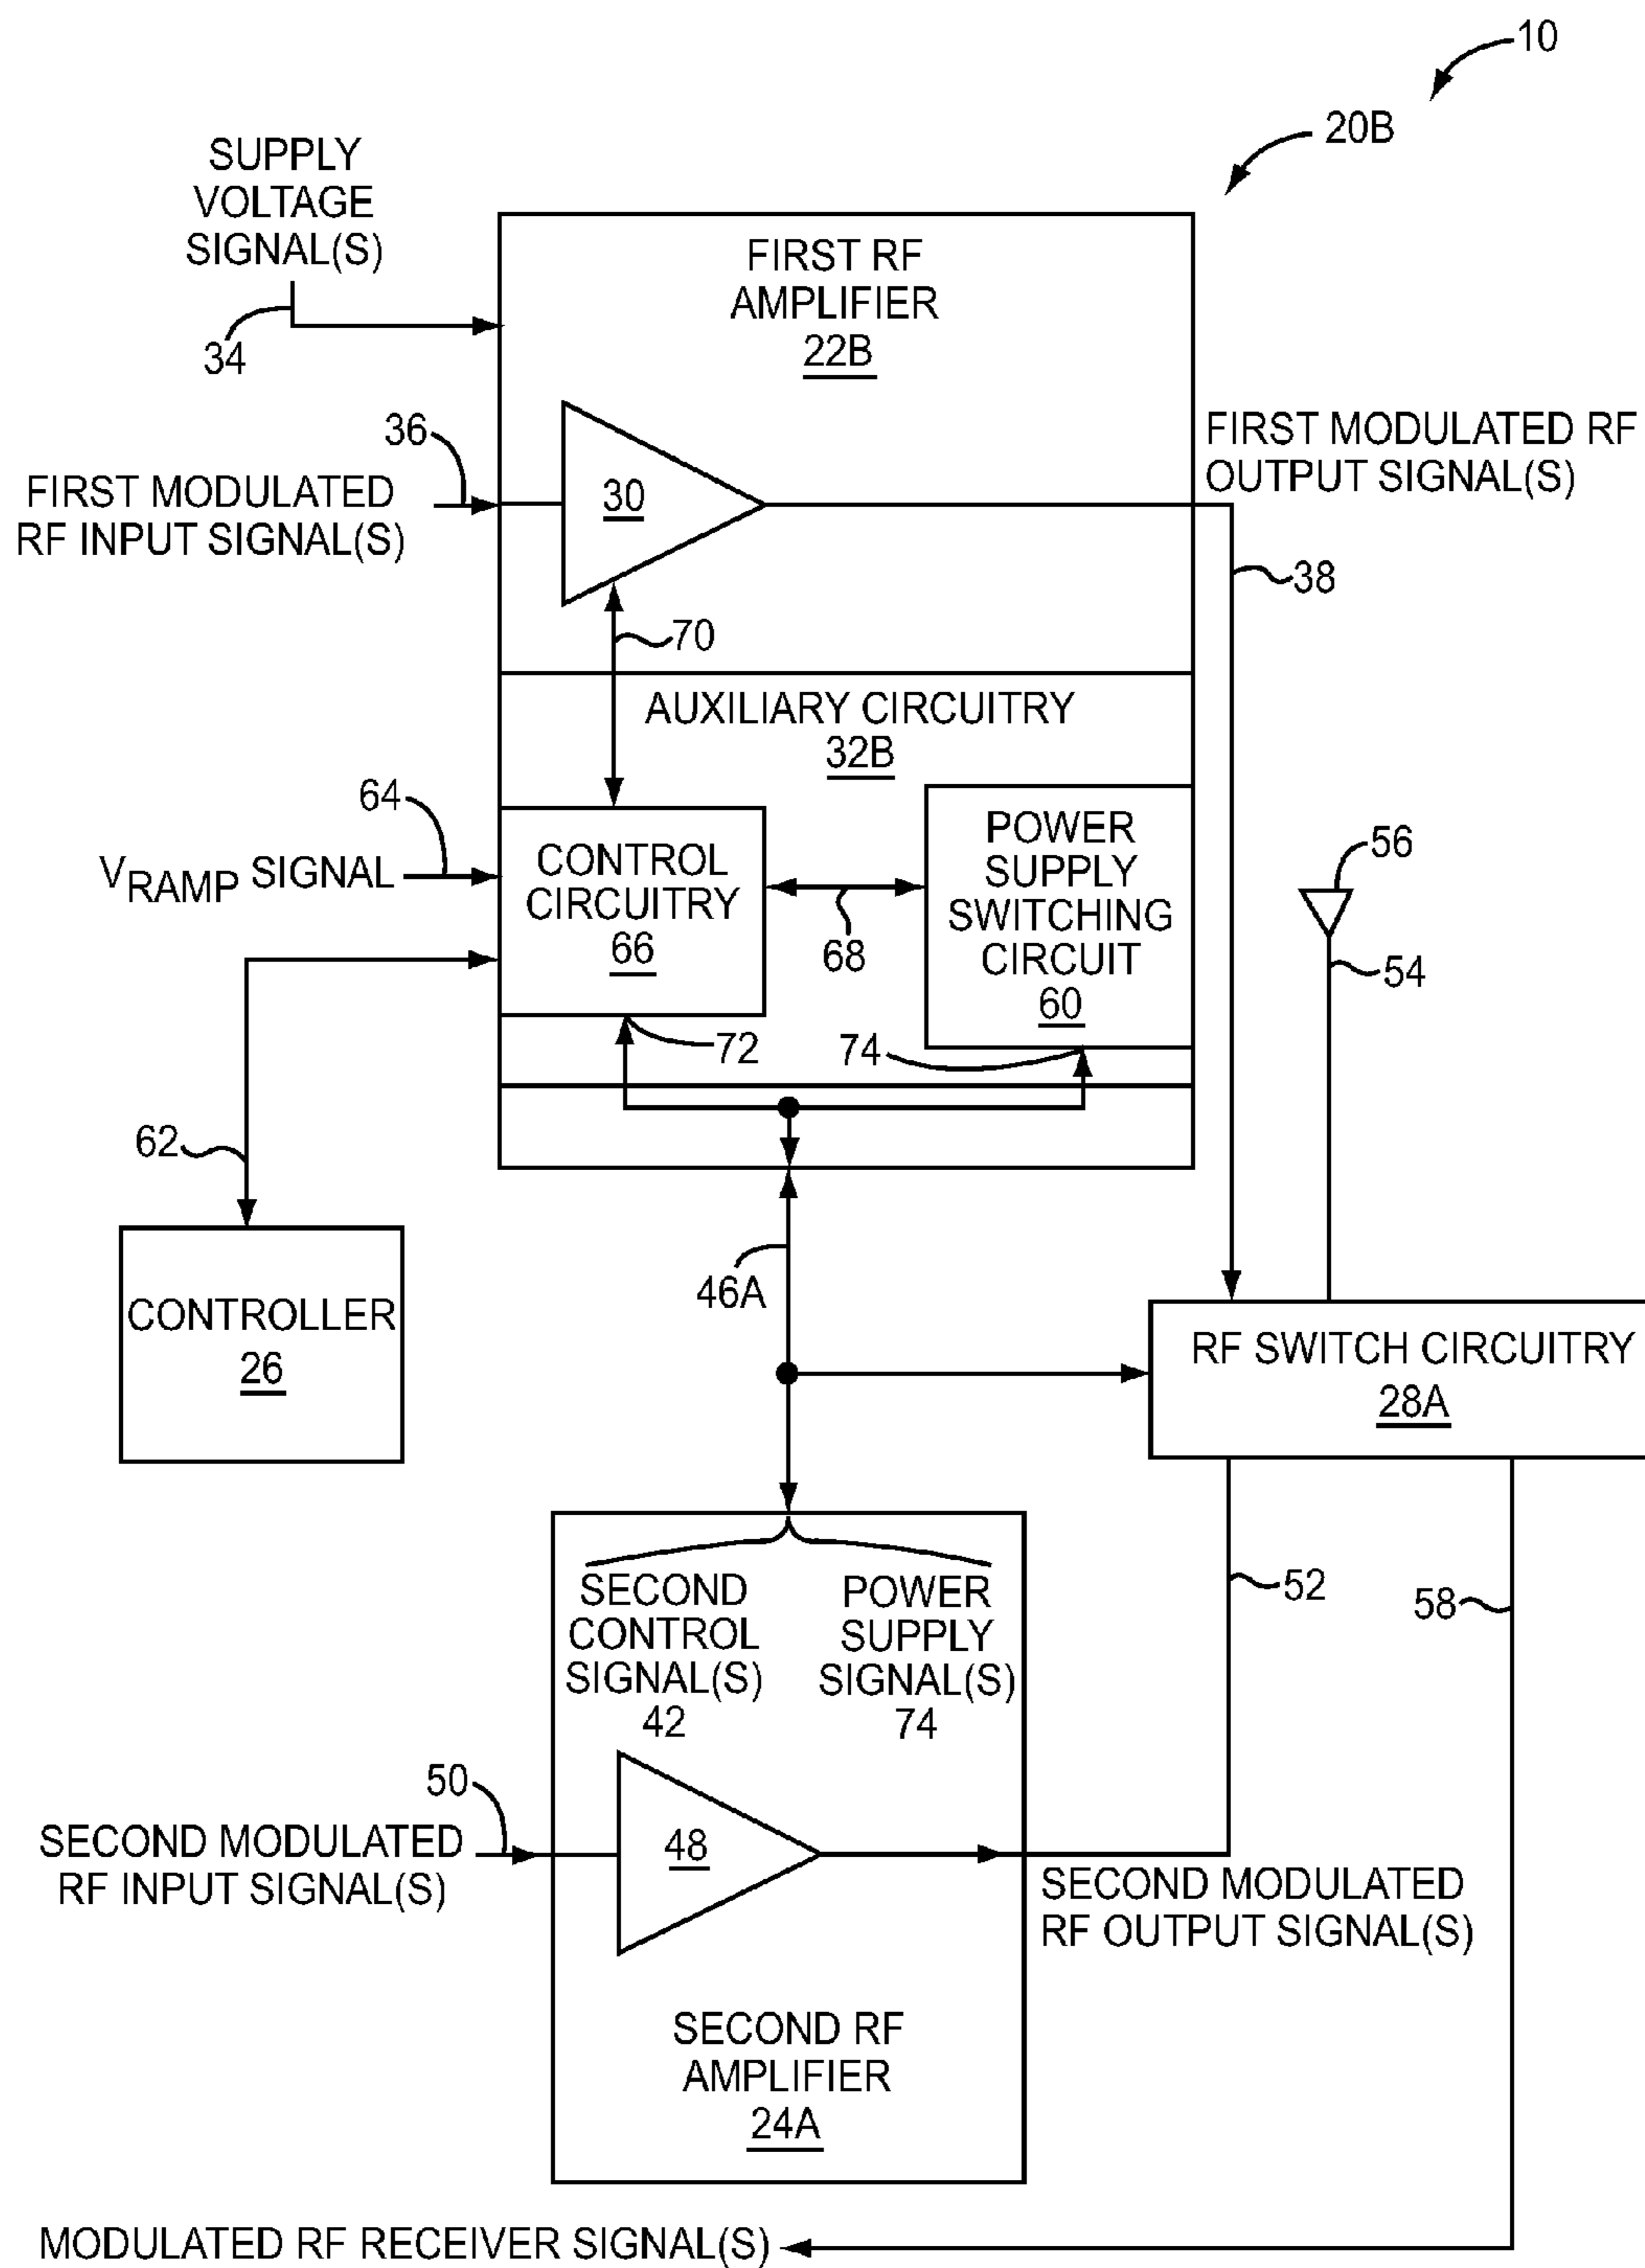 10
20B
SUPPLY
VOLTAGE
SIGNAL(S)
34
FIRST RF
AMPLIFIER
22B
36
FIRST MODULATED
RF INPUT SIGNAL(S)
30
FIRST MODULATED RF
OUTPUT SIGNAL(S)
38
70
AUXILIARY CIRCUITRY
32B
64
VRAMP SIGNAL
CONTROL
CIRCUITRY
66
68
POWER
SUPPLY
SWITCHING
CIRCUIT
60
56
54
72
74
62
46A
CONTROLLER
26
RF SWITCH CIRCUITRY
28A
SECOND
CONTROL
SIGNAL(S)
42
POWER
SUPPLY
SIGNAL(S)
74
52
58
50
SECOND MODULATED
RF INPUT SIGNAL(S)
48
SECOND MODULATED
RF OUTPUT SIGNAL(S)
SECOND RF
AMPLIFIER
24A
MODULATED RF RECEIVER SIGNAL(S)